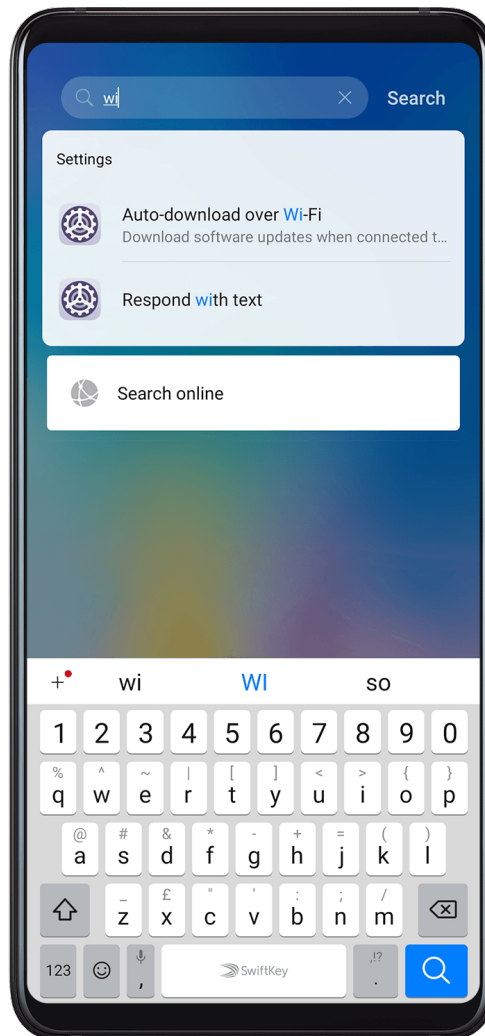 wi
Search
Settings
Auto-download over Wi-Fi
Download software updates when connected t...
Respond with text
Search online
+ wi WI so
1 2 3 4 5 6 7 8 9 0
% ^ ~ | [ ] < > { }
q w e r t y u i o p
@ # & * - + = ( )
a s d f g h j k l
_ £ " ' : ; /
z x c v b n m
123 , SwiftKey ,!? .